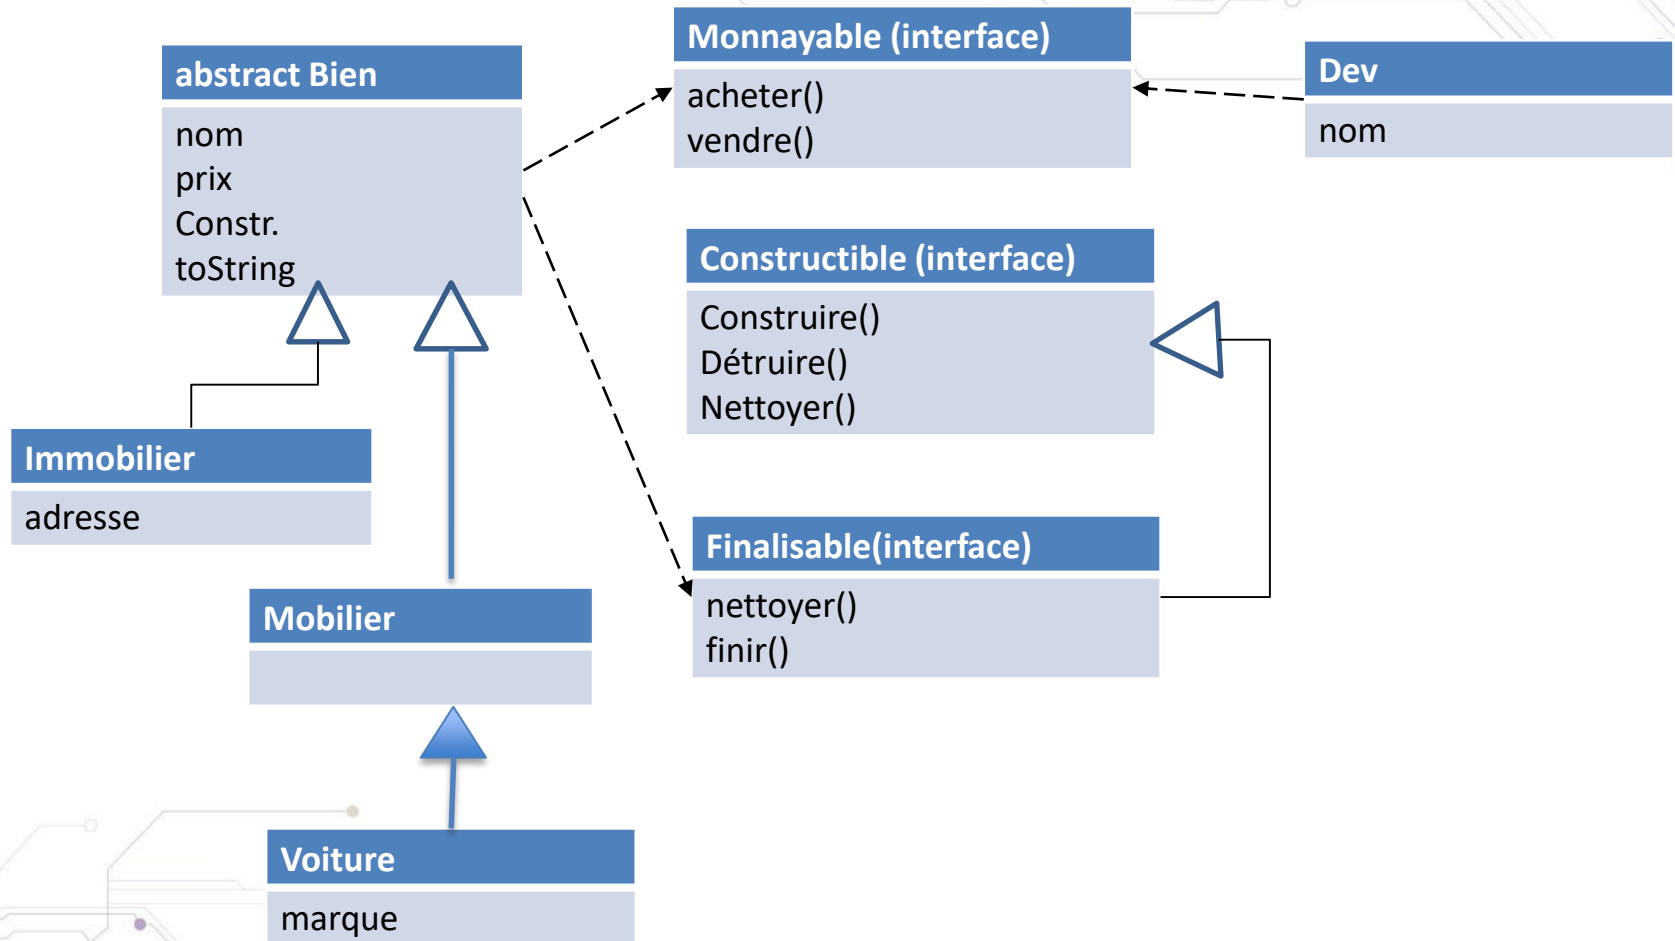 abstract Bien
nom
prix
Constr.
toString
Monnayable (interface)
acheter()
vendre()
Dev
nom
Constructible (interface)
Construire()
Détruire()
Nettoyer()
Immobilier
adresse
Finalisable(interface)
nettoyer()
finir()
Mobilier
Voiture
marque